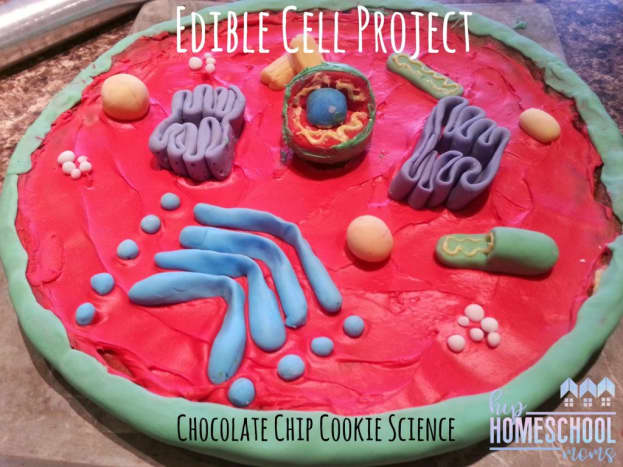 Edible Cell Project
Chocolate Chip Cookie Science
hip
HOMESCHOOL
moms